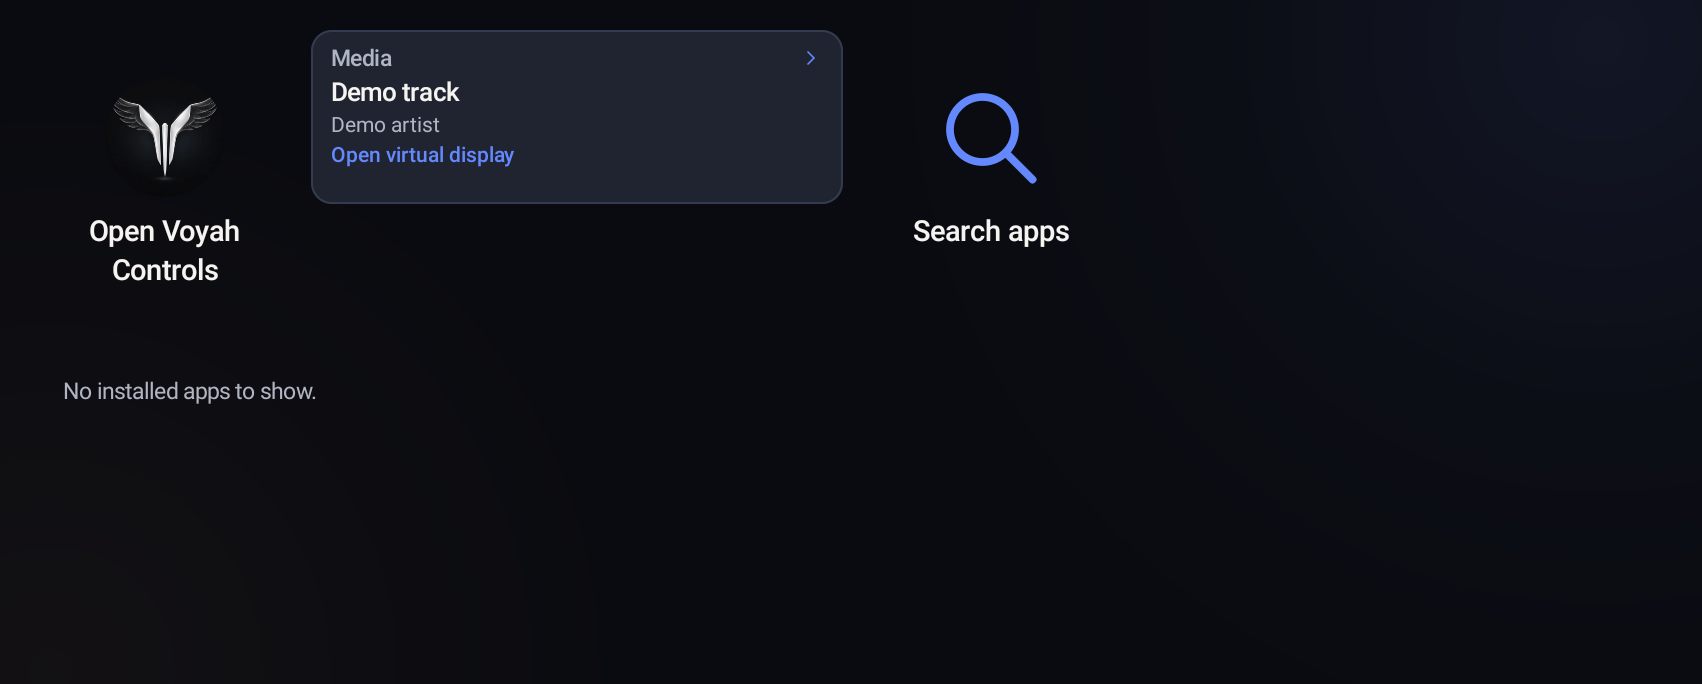 Media
Demo track
Demo artist
Open virtual display
Open Voyah
Controls
Search apps
No installed apps to show.